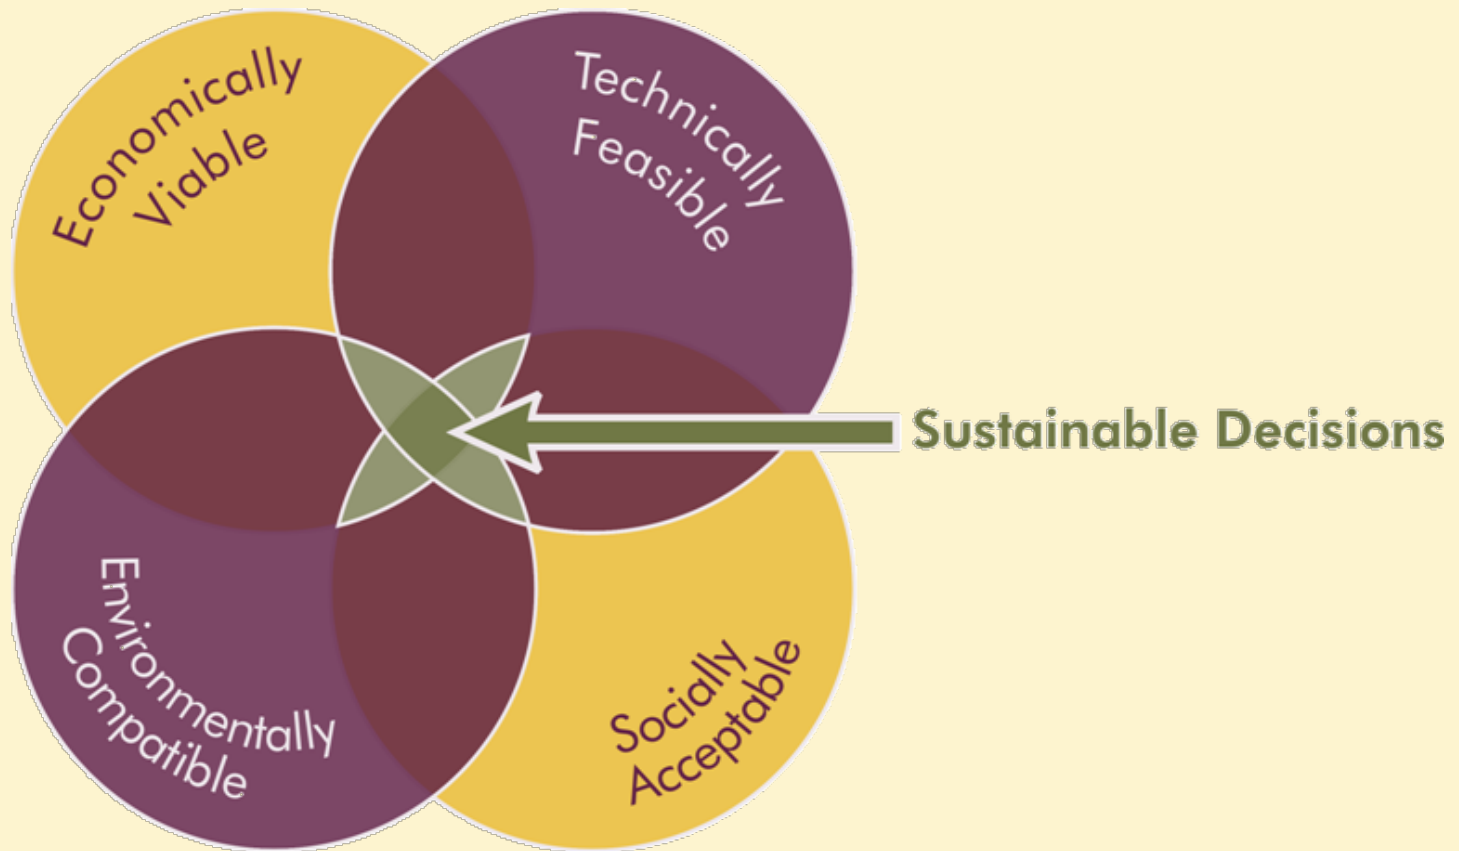 Economically
Viable
Technically
Feasible
Sustainable Decisions
Environmentally
Compatible
Socially
Acceptable